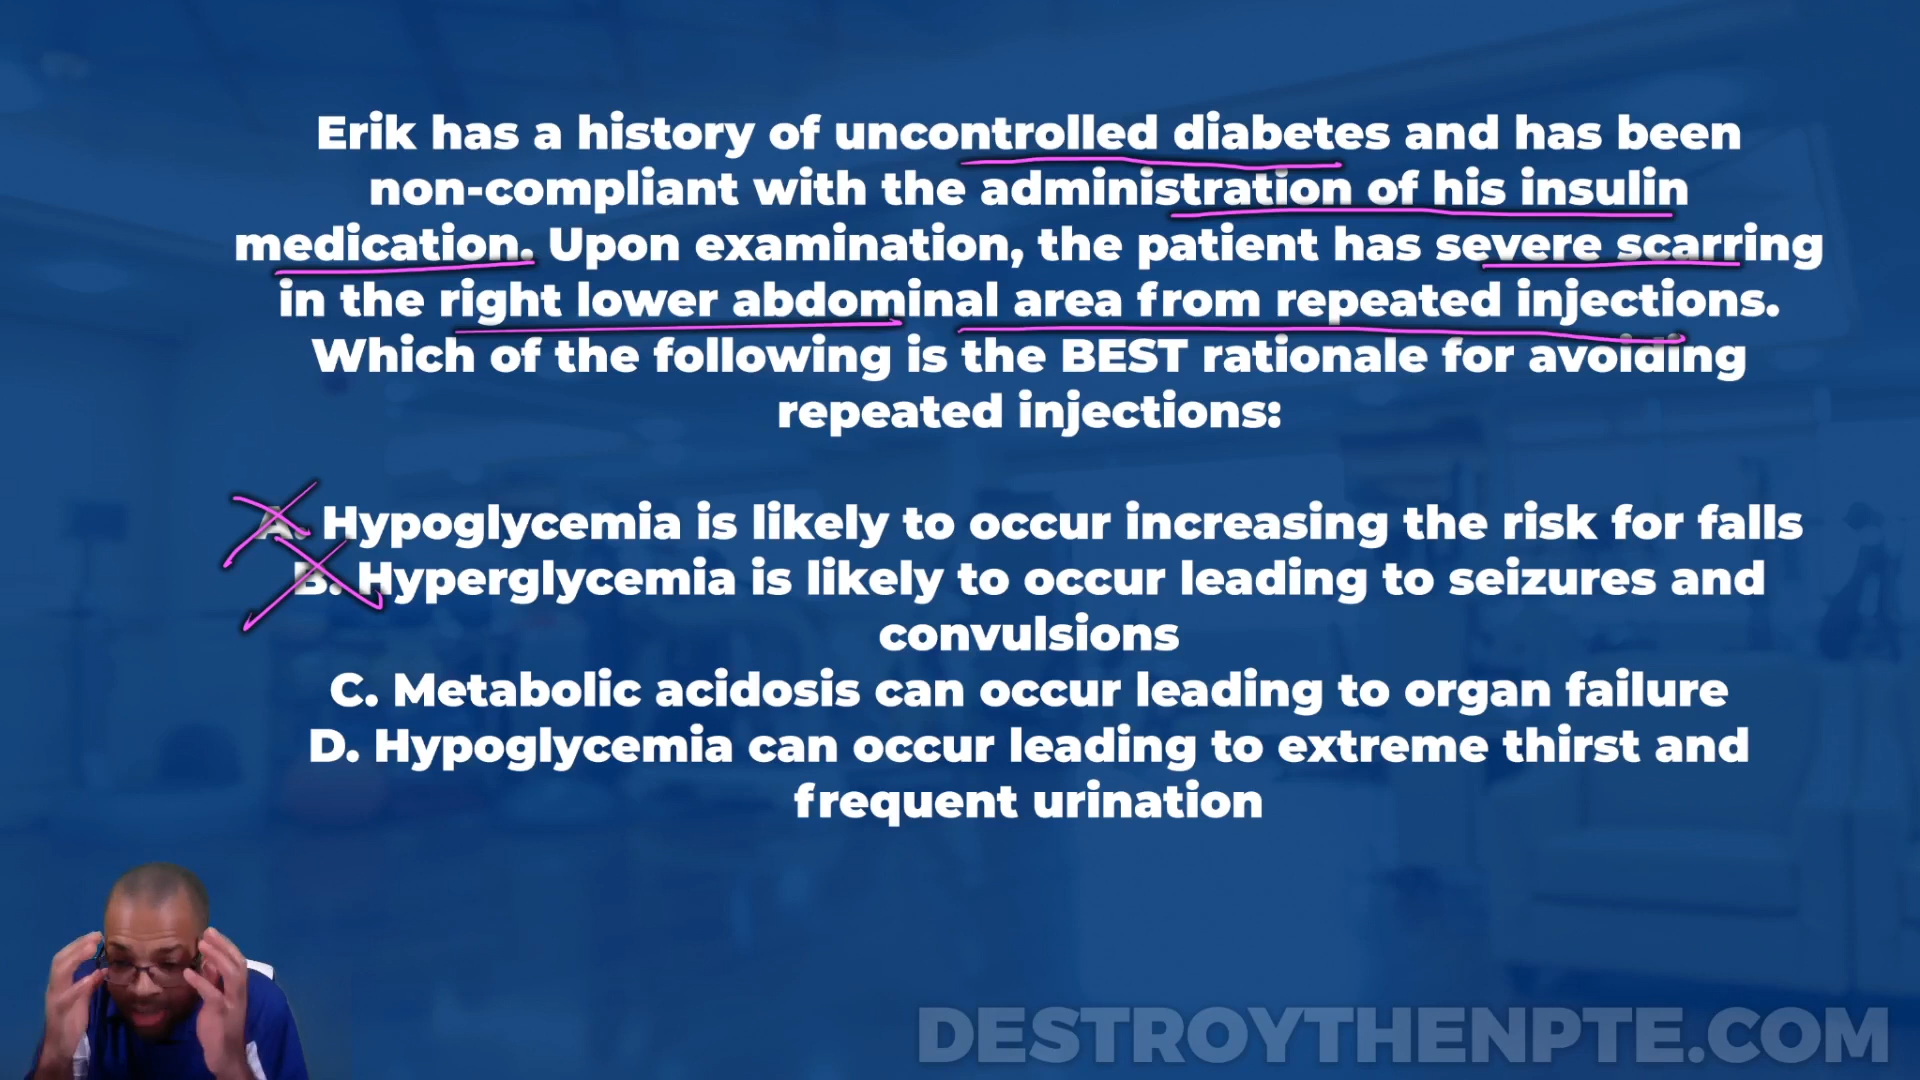 Erik has a history of uncontrolled diabetes and has been
non-compliant with the administration of his insulin
medication. Upon examination, the patient has severe scarring
in the right lower abdominal area from repeated injections.
Which of the following is the BEST rationale for avoiding
repeated injections:
A. Hypoglycemia is likely to occur increasing the risk for falls
B. Hyperglycemia is likely to occur leading to seizures and
convulsions
C. Metabolic acidosis can occur leading to organ failure
D. Hypoglycemia can occur leading to extreme thirst and
frequent urination
DESTROYTHENPTE.COM